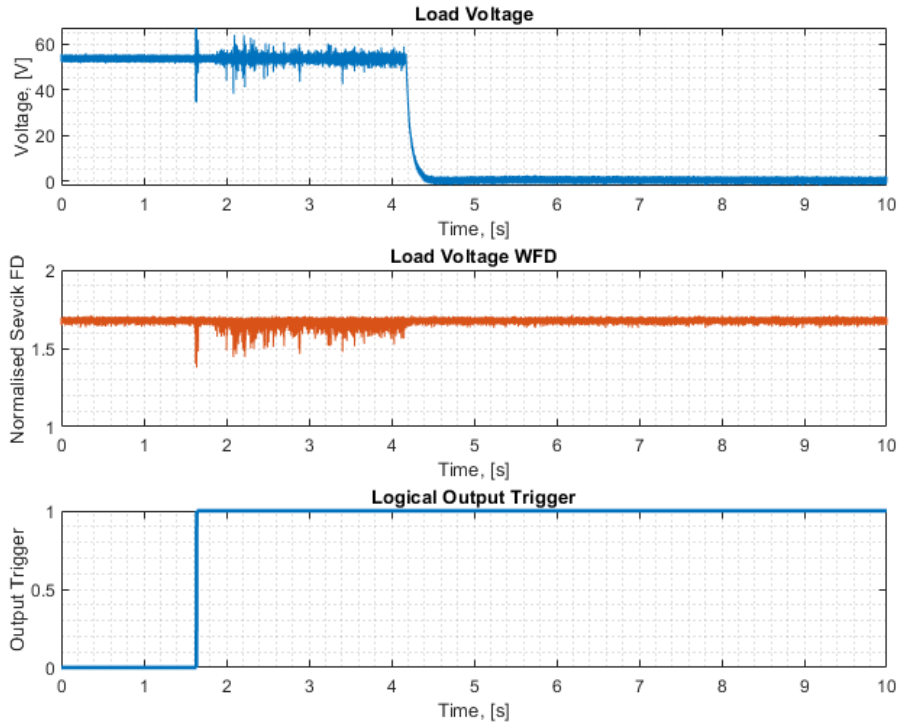 Load Voltage
Voltage, [V]
60
40
20
0
0 1 2 3 4 5 6 7 8 9 10
Time, [s]
Load Voltage WFD
Normalised Sevcik FD
2
1.5
1
0 1 2 3 4 5 6 7 8 9 10
Time, [s]
Logical Output Trigger
Output Trigger
1
0.5
0
0 1 2 3 4 5 6 7 8 9 10
Time, [s]